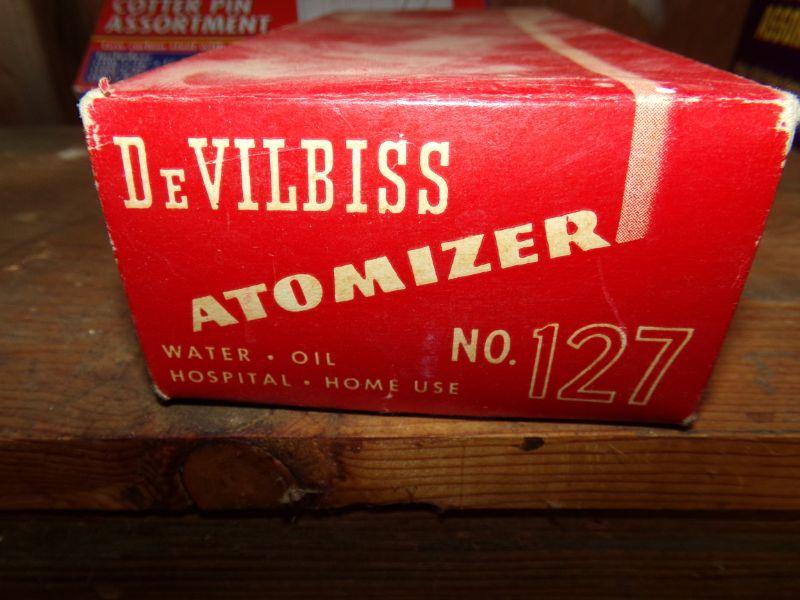 COTTER PIN
ASSORTMENT
DeVILBISS
ATOMIZER
WATER • OIL
HOSPITAL • HOME USE
NO. 127